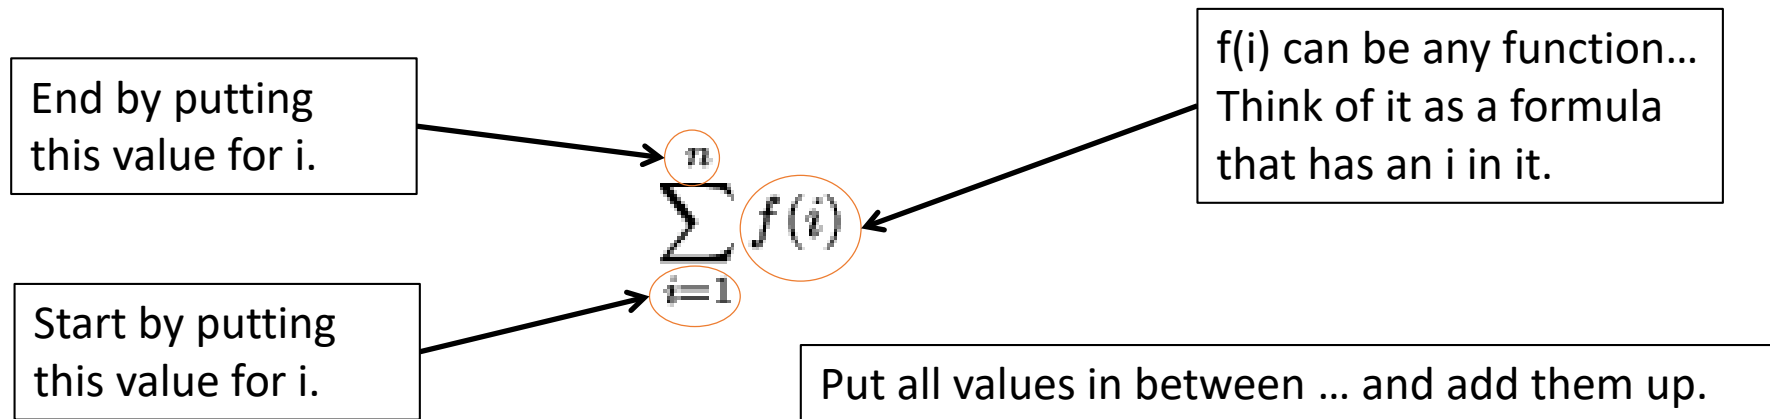 f(i) can be any function…
Think of it as a formula
that has an i in it.
End by putting
this value for i.
n
∑ f(i)
i=1
Start by putting
this value for i.
Put all values in between … and add them up.